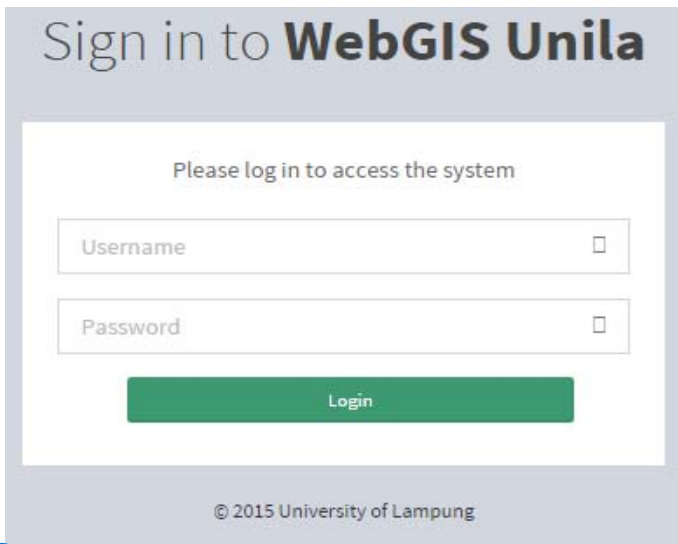 Sign in to WebGIS Unila
Please log in to access the system
Username
Password
Login
© 2015 University of Lampung